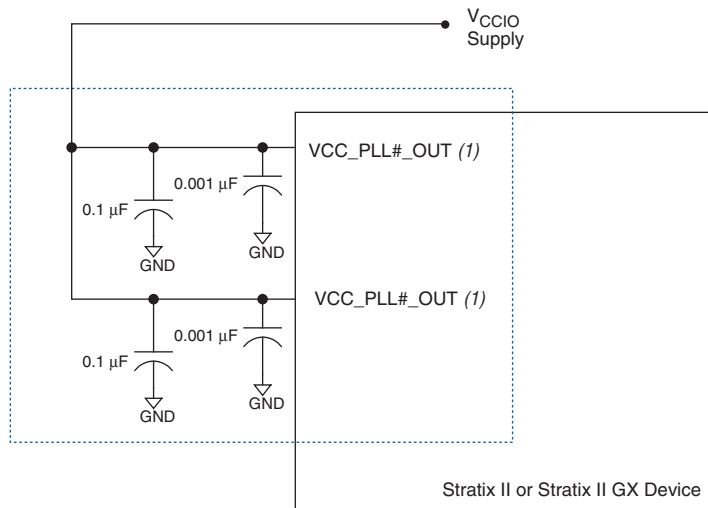 VCCIO
Supply
VCC_PLL#_OUT (1)
0.001 µF
0.1 µF
GND
GND
VCC_PLL#_OUT (1)
0.001 µF
0.1 µF
GND
GND
Stratix II or Stratix II GX Device